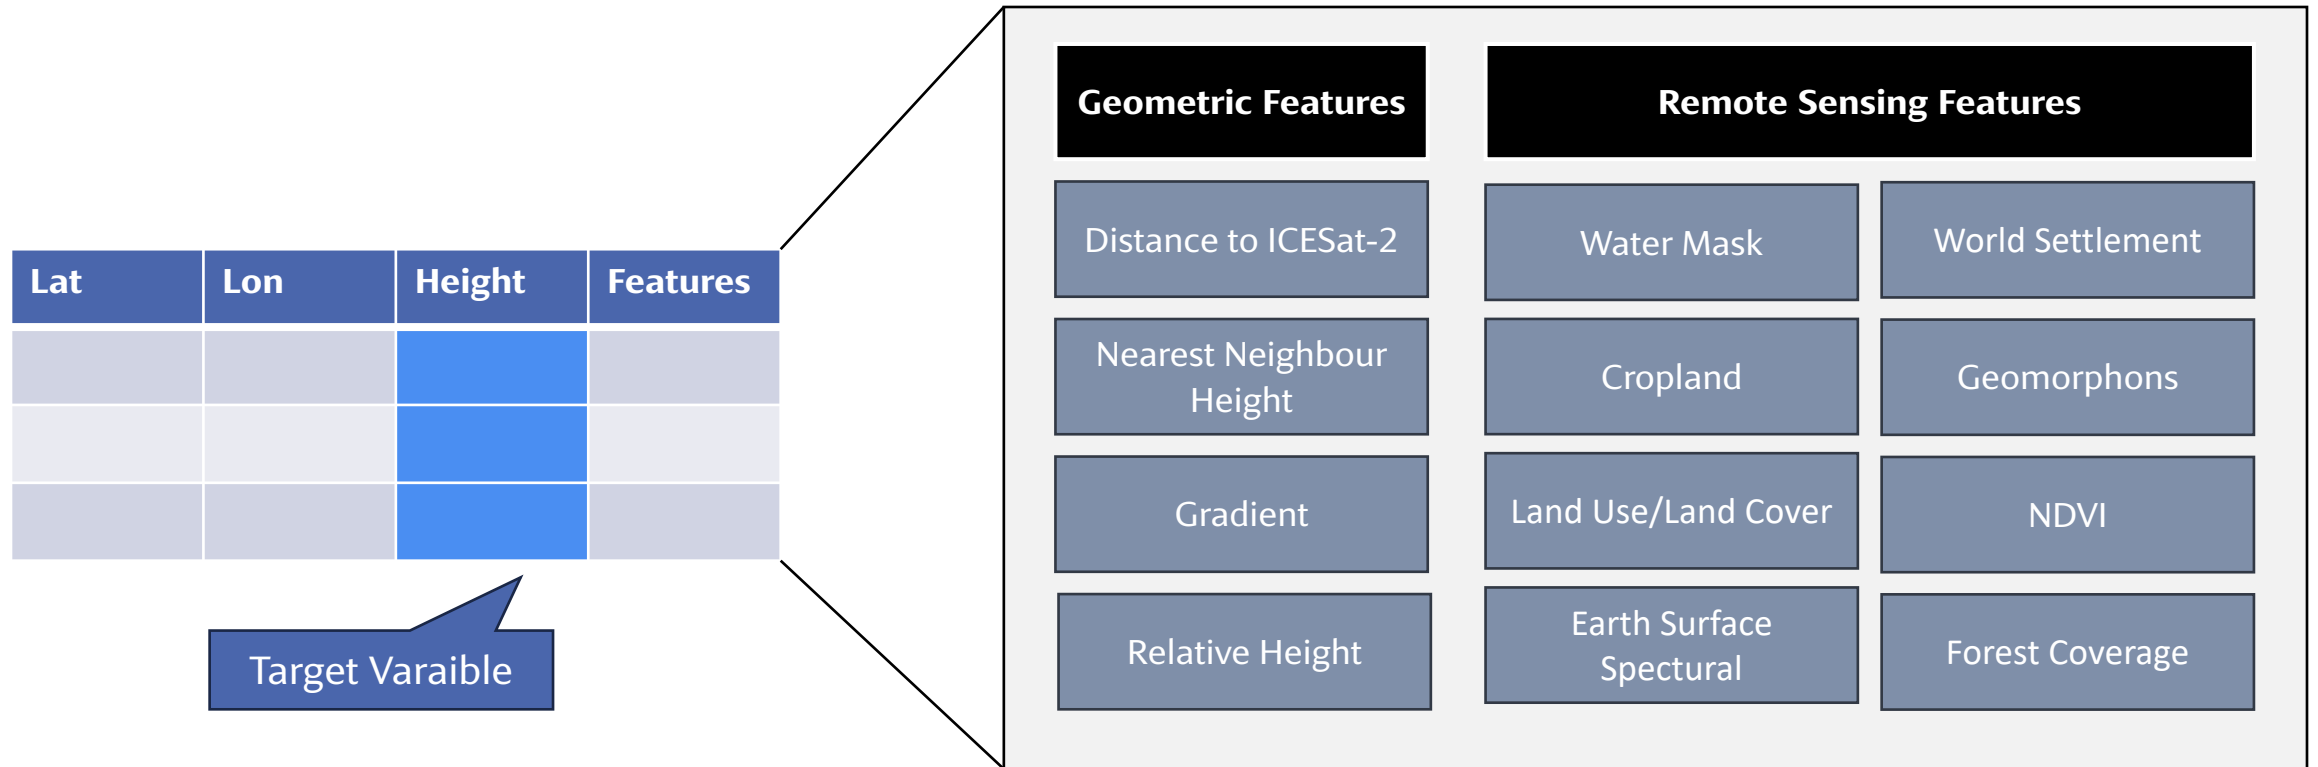 Lat
Lon
Height
Features
Target Varaible
Geometric Features
Distance to ICESat-2
Nearest Neighbour
Height
Gradient
Relative Height
Remote Sensing Features
Water Mask
World Settlement
Cropland
Geomorphons
Land Use/Land Cover
NDVI
Earth Surface
Spectural
Forest Coverage